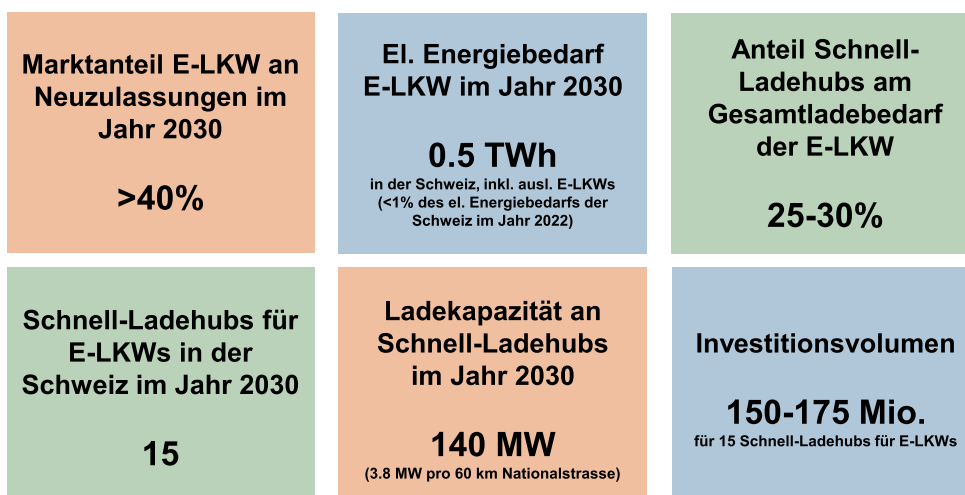 Marktanteil E-LKW an
Neuzulassungen im
Jahr 2030
>40%
El. Energiebedarf
E-LKW im Jahr 2030
0.5 TWh
in der Schweiz, inkl. ausl. E-LKWs
(<1% des el. Energiebedarfs der
Schweiz im Jahr 2022)
Anteil Schnell-
Ladehubs am
Gesamtladebedarf
der E-LKW
25-30%
Schnell-Ladehubs für
E-LKWs in der
Schweiz im Jahr 2030
15
Ladekapazität an
Schnell-Ladehubs
im Jahr 2030
140 MW
(3.8 MW pro 60 km Nationalstrasse)
Investitionsvolumen
150-175 Mio.
für 15 Schnell-Ladehubs für E-LKWs